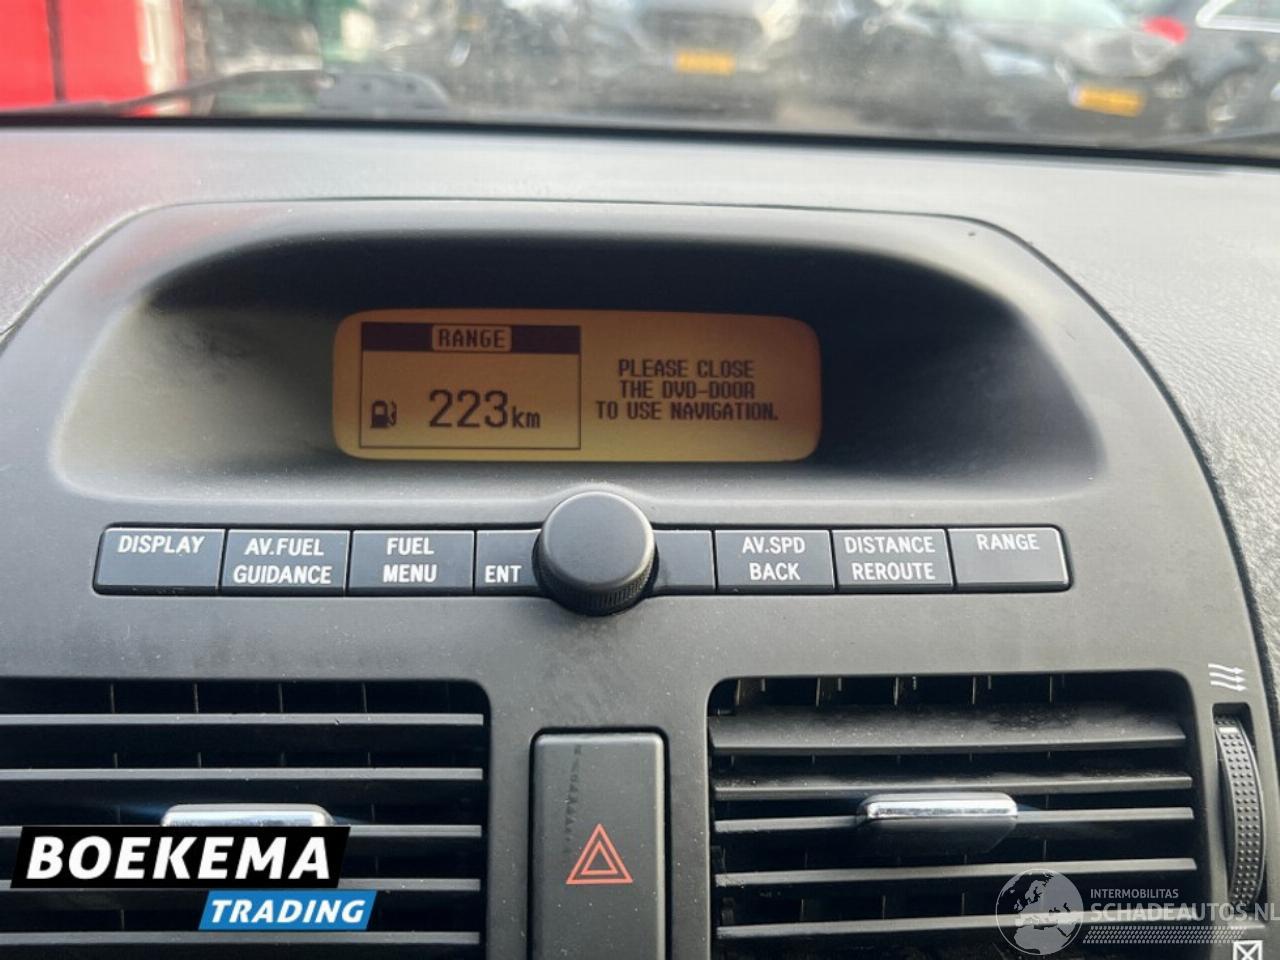 RANGE
223km
PLEASE CLOSE
THE DVD-DOOR
TO USE NAVIGATION.
DISPLAY
AV.FUEL
GUIDANCE
FUEL
MENU
ENT
AV.SPD
BACK
DISTANCE
REROUTE
RANGE
BOEKEMA
TRADING
INTERMOBILITAS
SCHADEAUTOS.NL